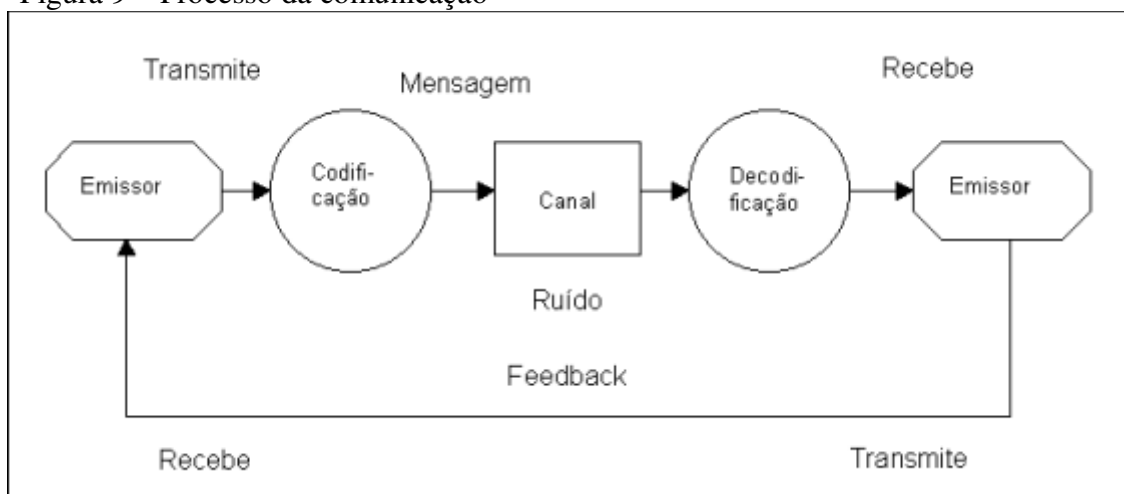 Figura 9 – Processo da comunicação
Transmite
Mensagem
Recebe
Emissor
Codifi-
cação
Canal
Decodi-
ficação
Emissor
Ruído
Feedback
Recebe
Transmite